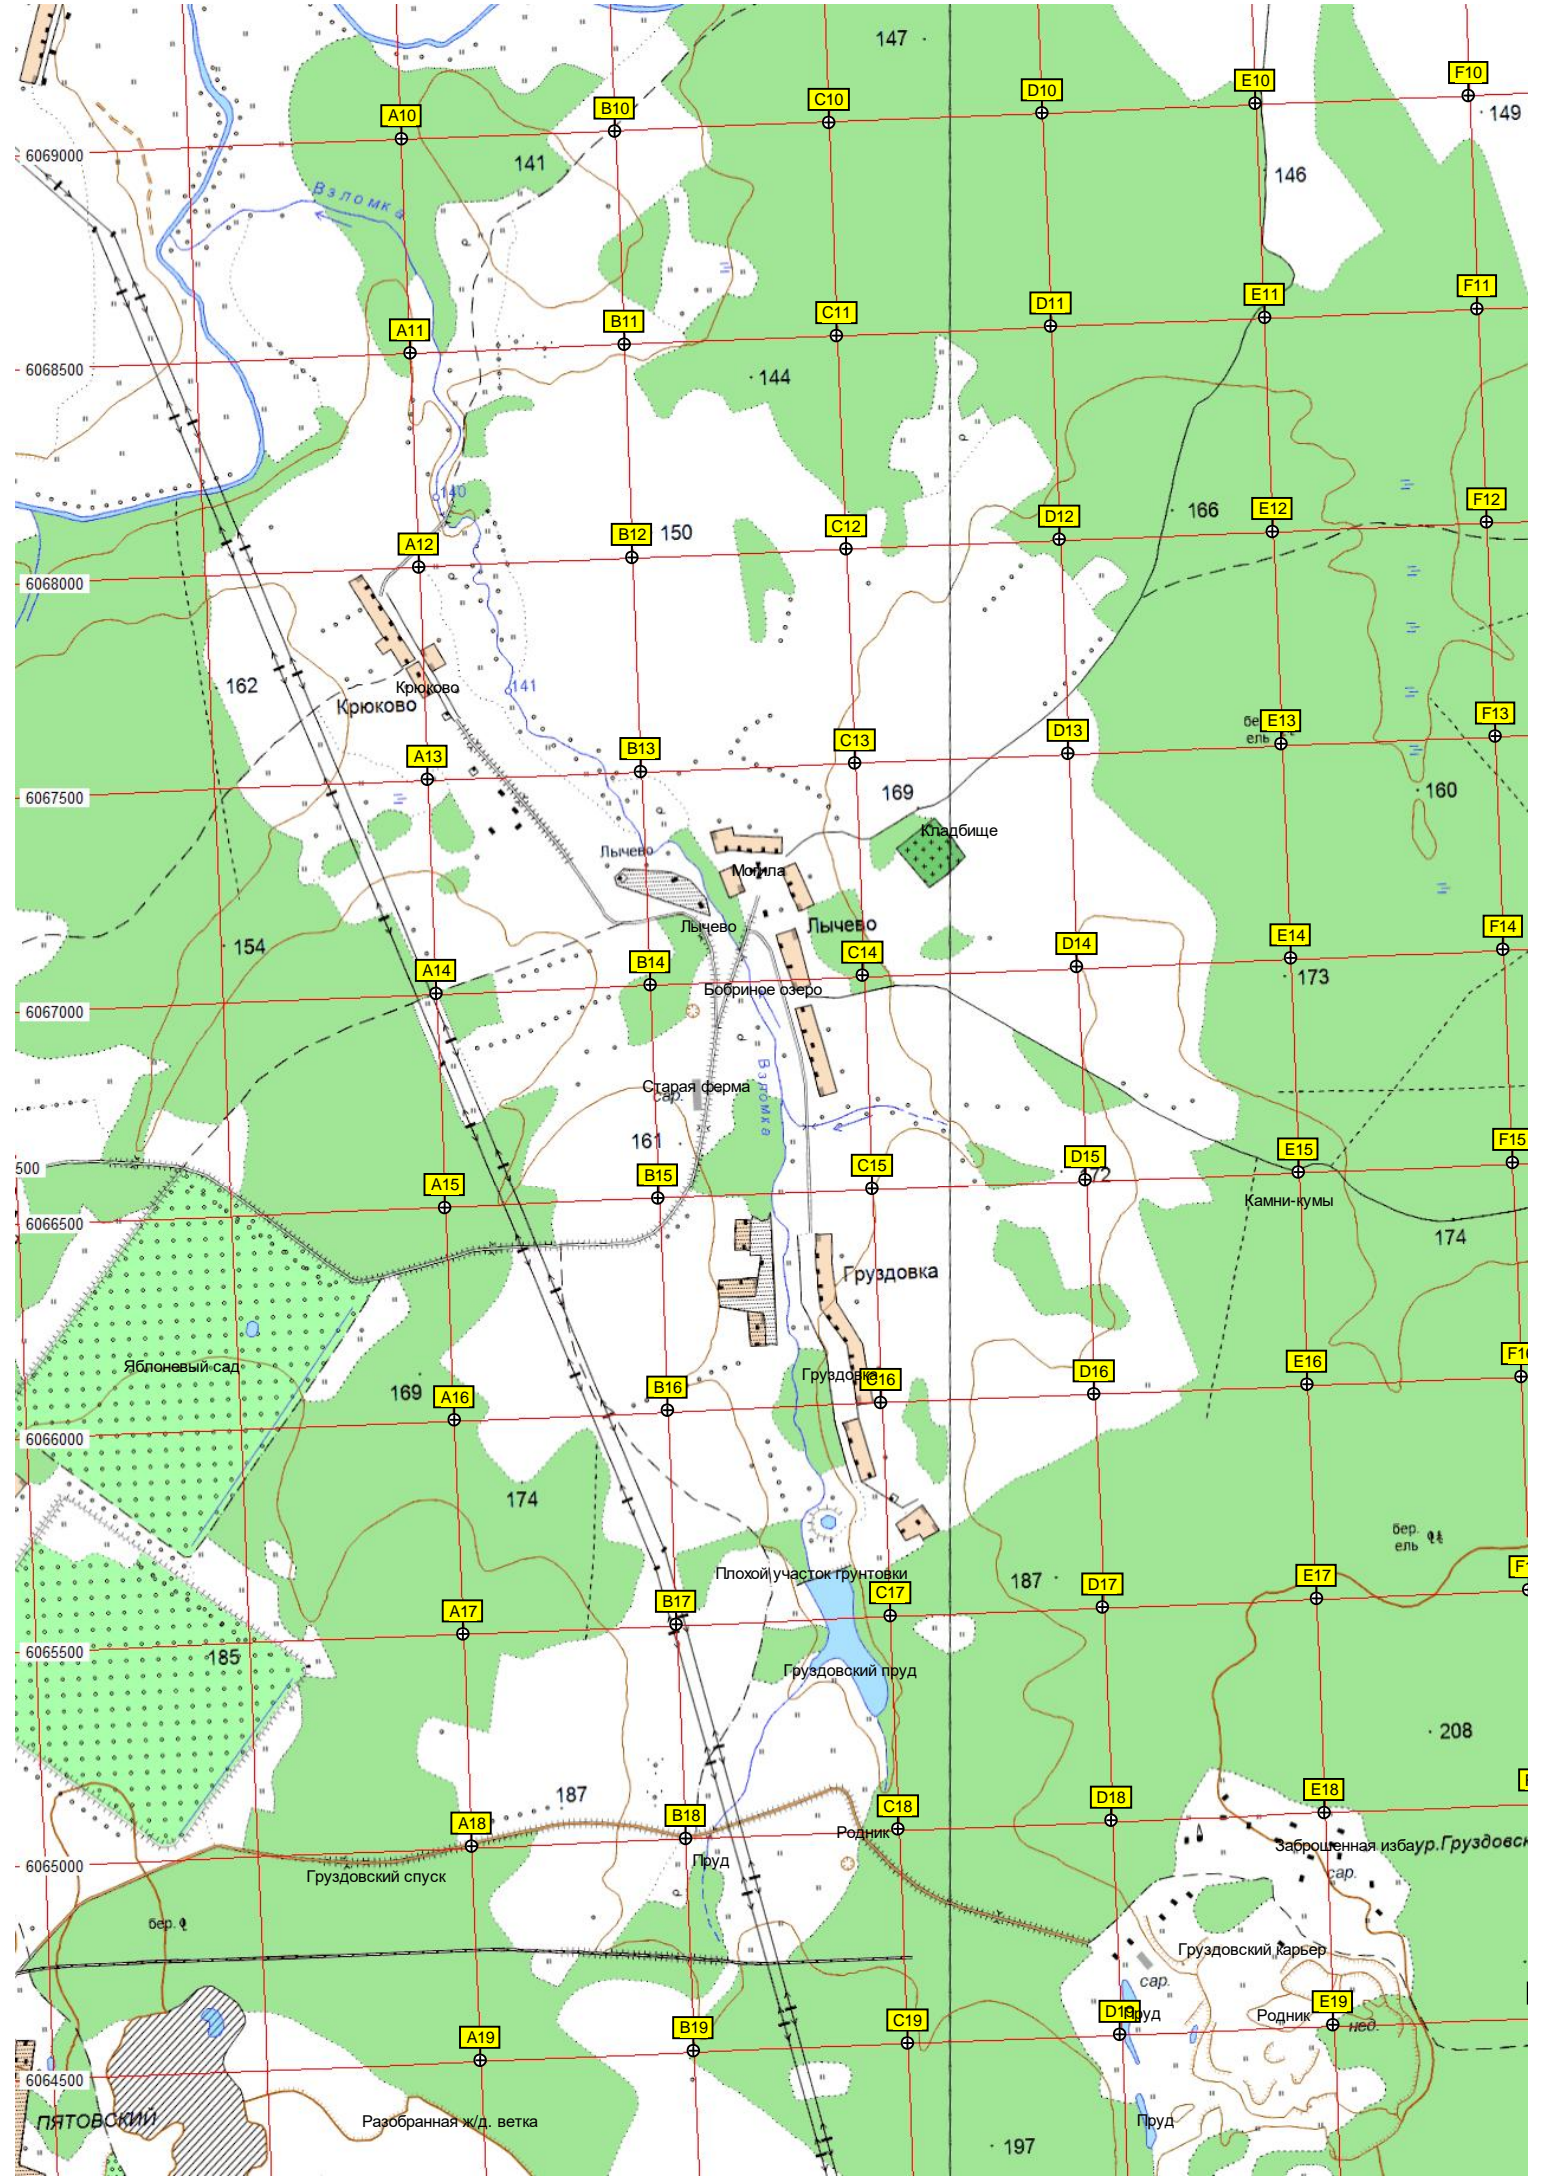 147
F10
E10
C10
D10
B10
A10
149
6069000
141
146
Взломка
F11
E11
D11
C11
B11
A11
6068500
144
140
166
F12
E12
D12
C12
B12
150
A12
6068000
162
141
Крюково
Крюково
F13
E13
ель
D13
C13
B13
A13
6067500
169
160
Кладбище
Лычево
Могила
Лычево
Лычево
154
F14
E14
D14
C14
B14
A14
173
Бобриное озеро
6067000
Взломка
Старая ферма
сар.
161
F15
E15
D15
172
C15
B15
A15
500
Камни-кумы
6066500
174
Груздовка
Яблоневый сад
E16
D16
Груздовка
C16
B16
A16
169
6066000
174
бер.
ель
Плохой участок грунтовки
187
E17
D17
C17
B17
A17
6065500
185
Груздовский пруд
208
187
E18
D18
C18
B18
A18
Родник
Заброшенная изба
ур.Груздовск
6065000
Пруд
Груздовский спуск
сар.
бер.
Груздовский карьер
сар.
D19
Пруд
Родник
E19
нед.
C19
B19
A19
6064500
ПЯТОВСКИЙ
Разобранная ж/д. ветка
Пруд
197